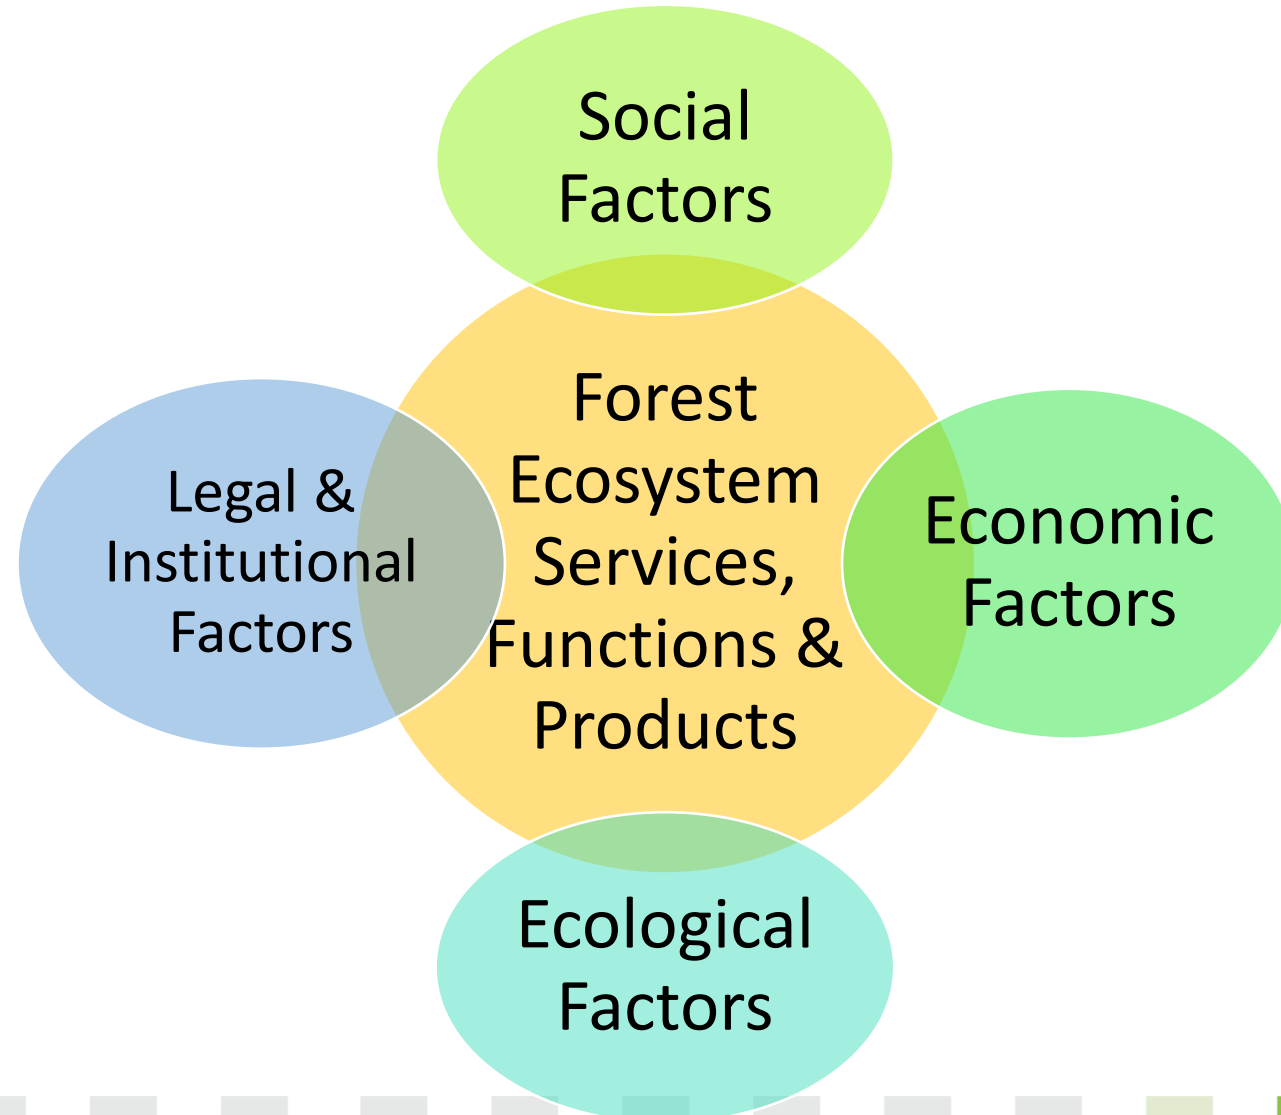 Social
Factors
Forest
Ecosystem
Services,
Functions &
Products
Legal &
Institutional
Factors
Economic
Factors
Ecological
Factors